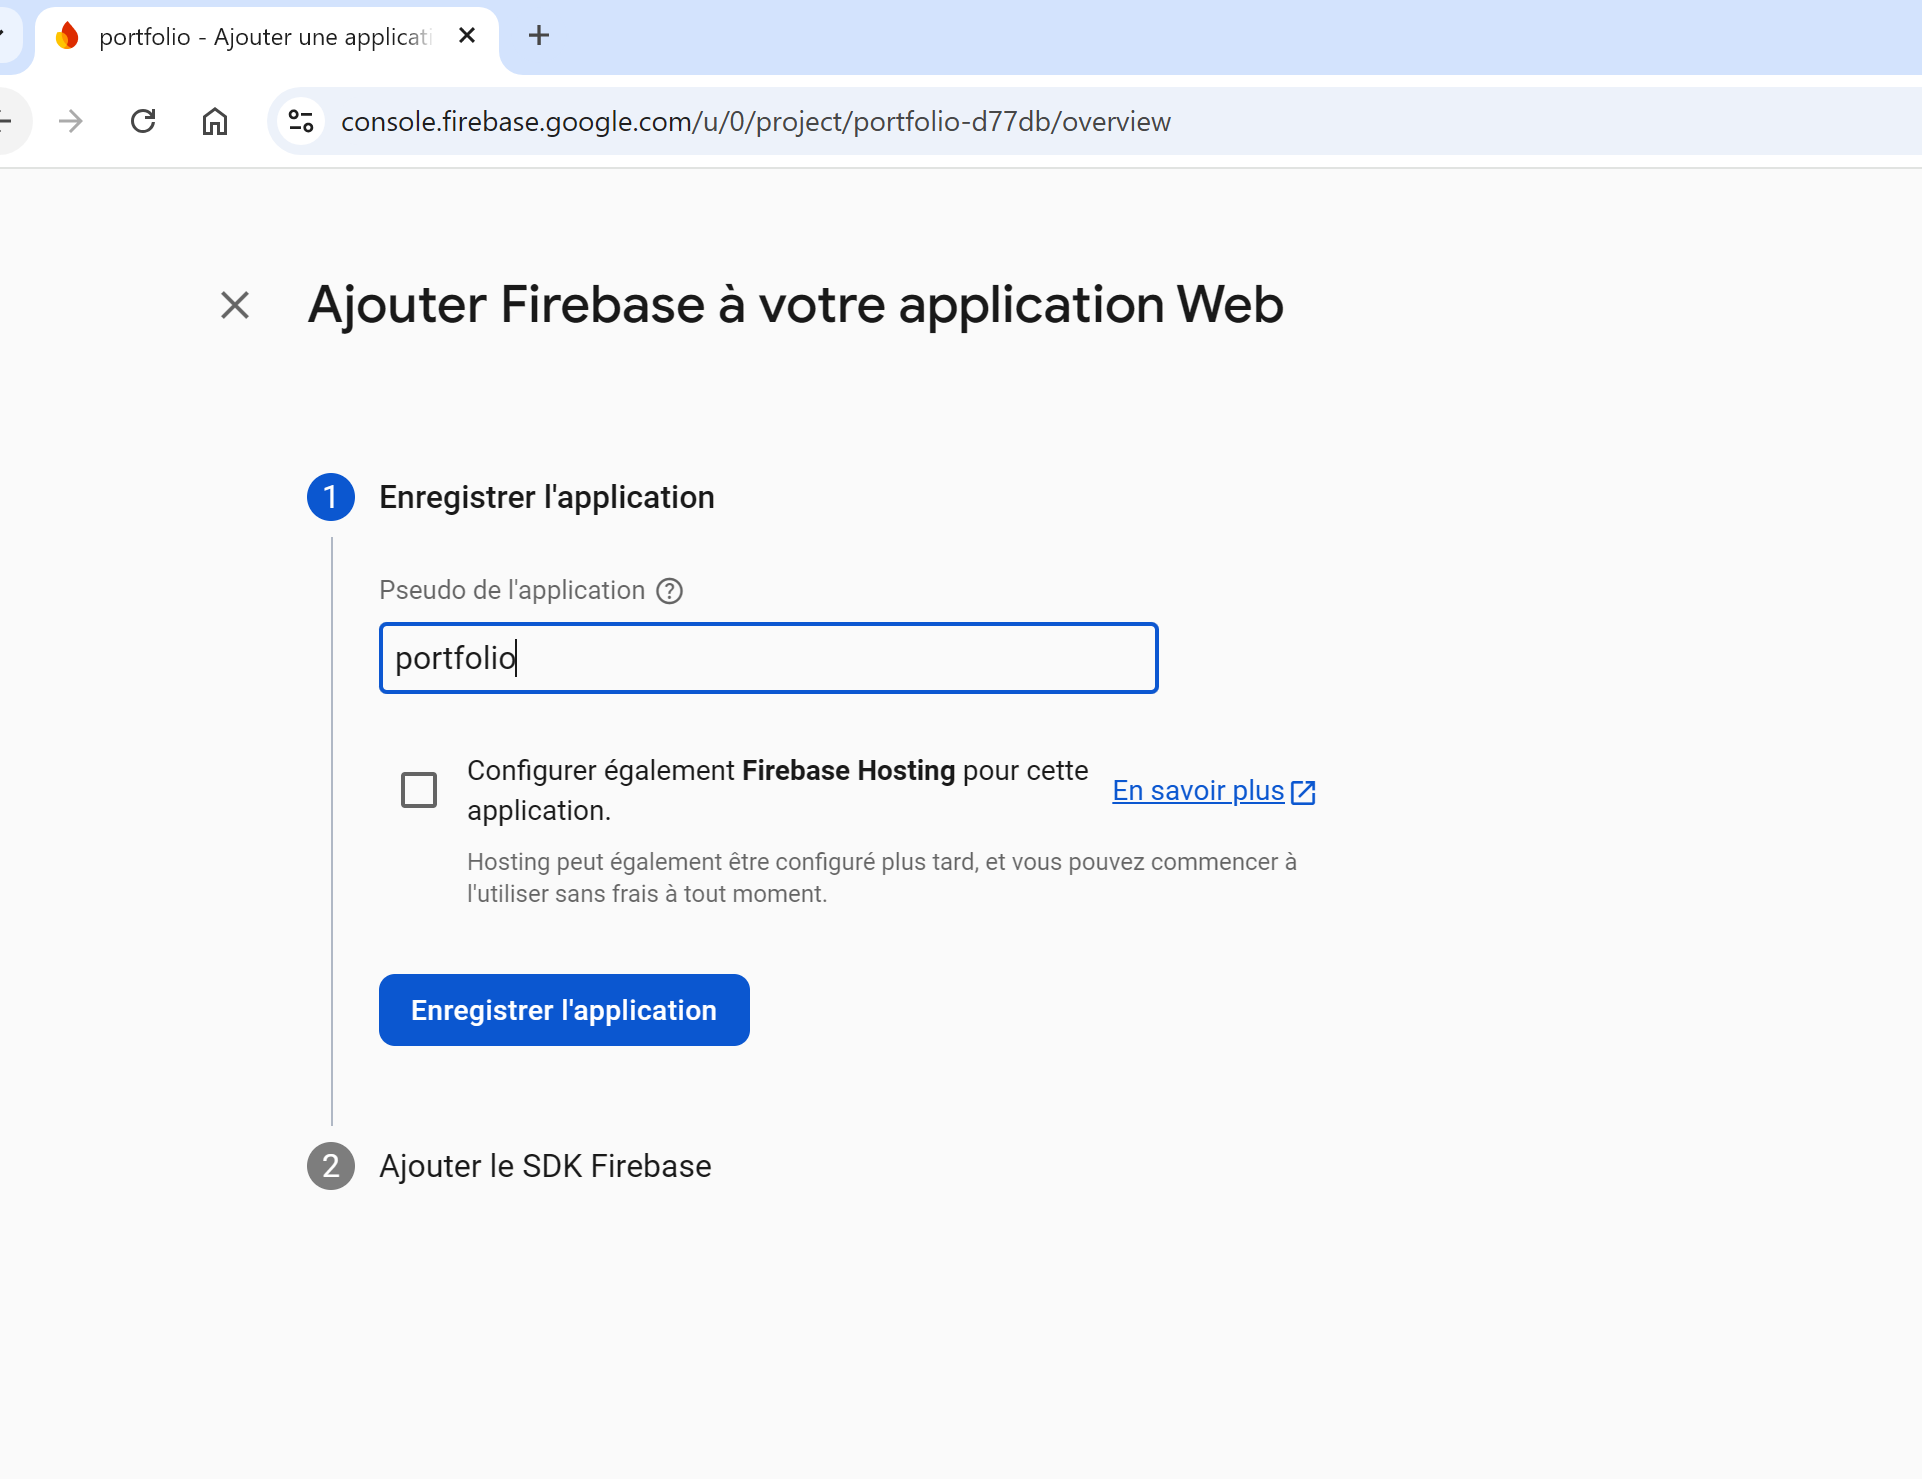 portfolio - Ajouter une applicati
console.firebase.google.com/u/0/project/portfolio-d77db/overview
Ajouter Firebase à votre application Web
1 Enregistrer l'application
Pseudo de l'application ?
portfolio
Configurer également Firebase Hosting pour cette
application.
En savoir plus
Hosting peut également être configuré plus tard, et vous pouvez commencer à
l'utiliser sans frais à tout moment.
Enregistrer l'application
2 Ajouter le SDK Firebase